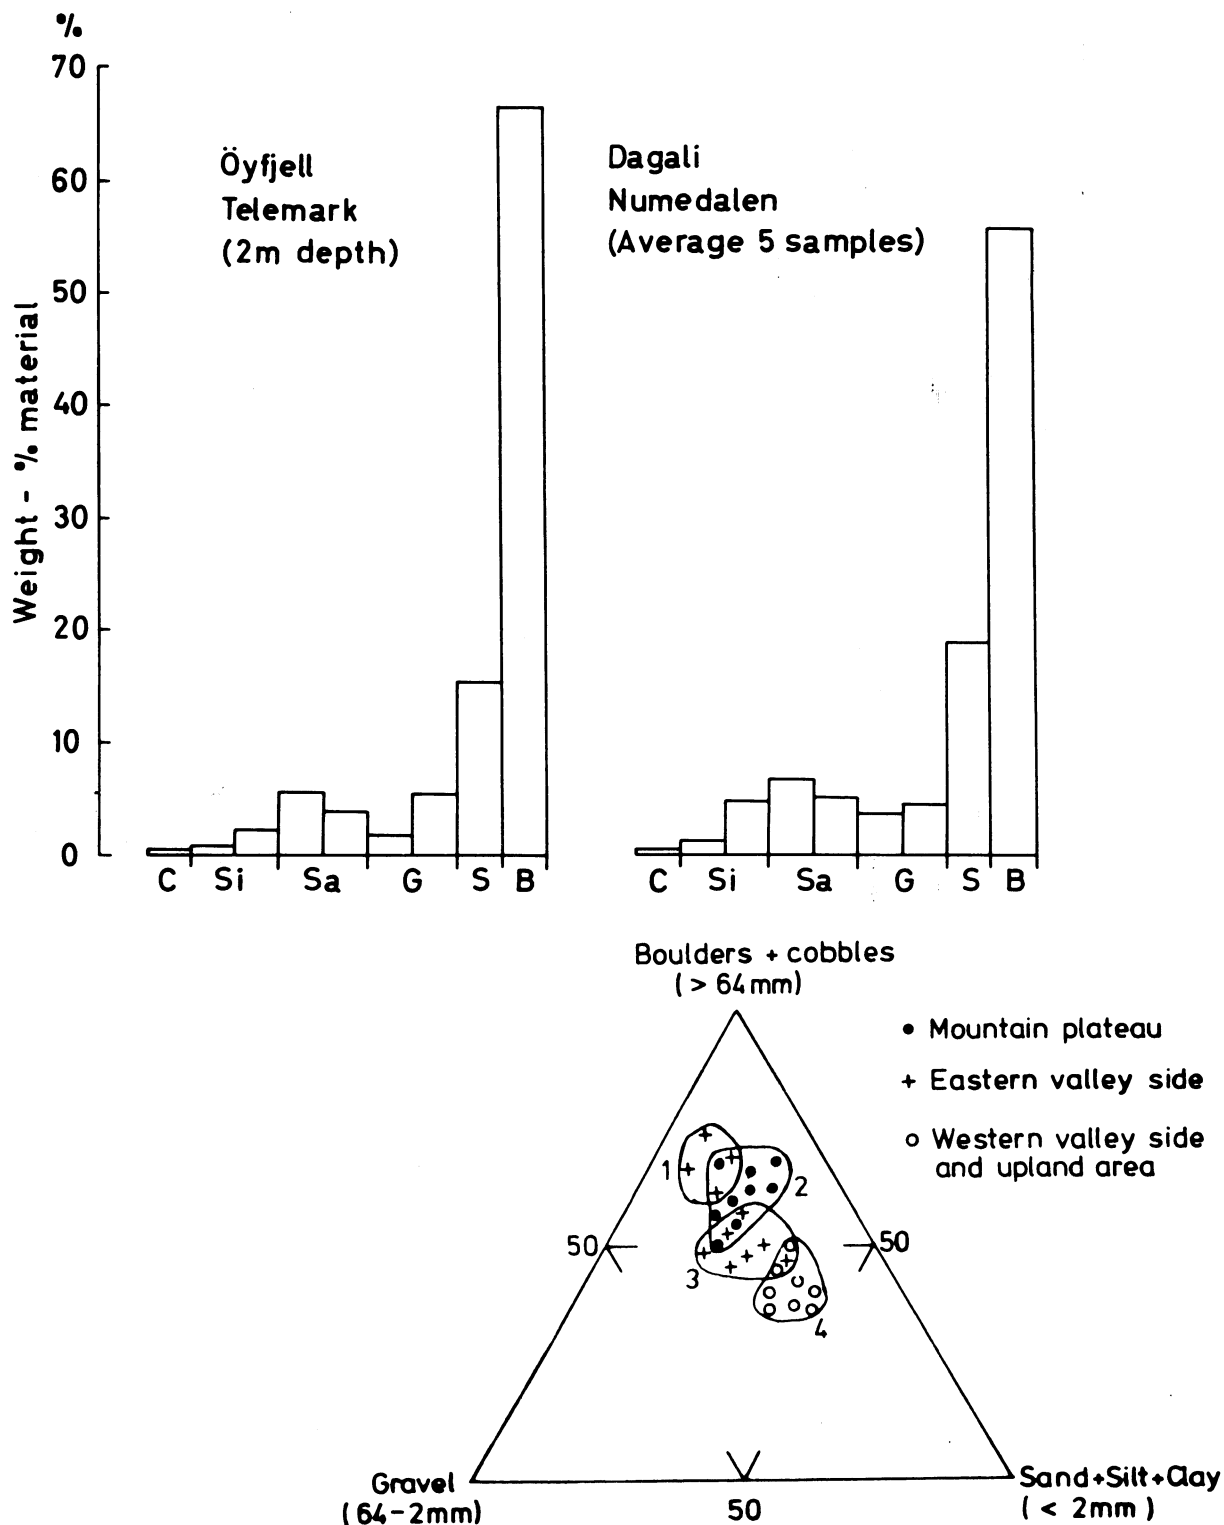 %
70
60
50
40
30
20
10
0
Weight - % material
Öyfjell
Telemark
(2m depth)
Dagali
Numedalen
(Average 5 samples)
C Si Sa G S B
C Si Sa G S B
Boulders + cobbles
( > 64mm)
• Mountain plateau
+ Eastern valley side
o Western valley side
and upland area
1
2
50
50
3
4
Gravel
(64-2mm)
50
Sand+Silt+Clay
( < 2mm )